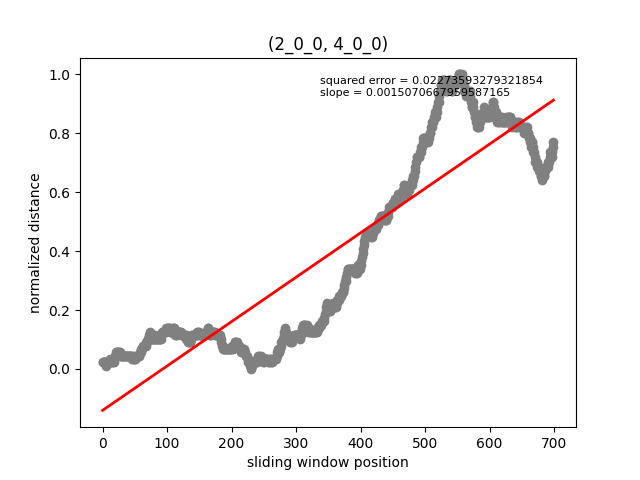 (2_0_0, 4_0_0)
squared error = 0.02273593279321854
slope = 0.0015070667959587165
normalized distance
1.0
0.8
0.6
0.4
0.2
0.0
0 100 200 300 400 500 600 700
sliding window position